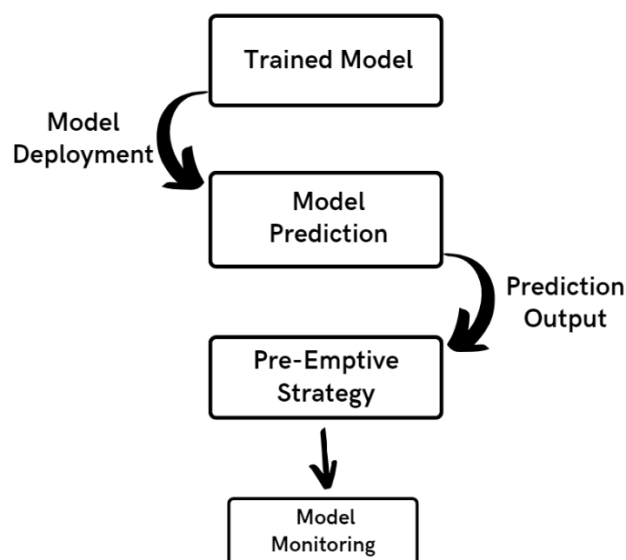 Trained Model
Model
Deployment
Model
Prediction
Prediction
Output
Pre-Emptive
Strategy
Model
Monitoring